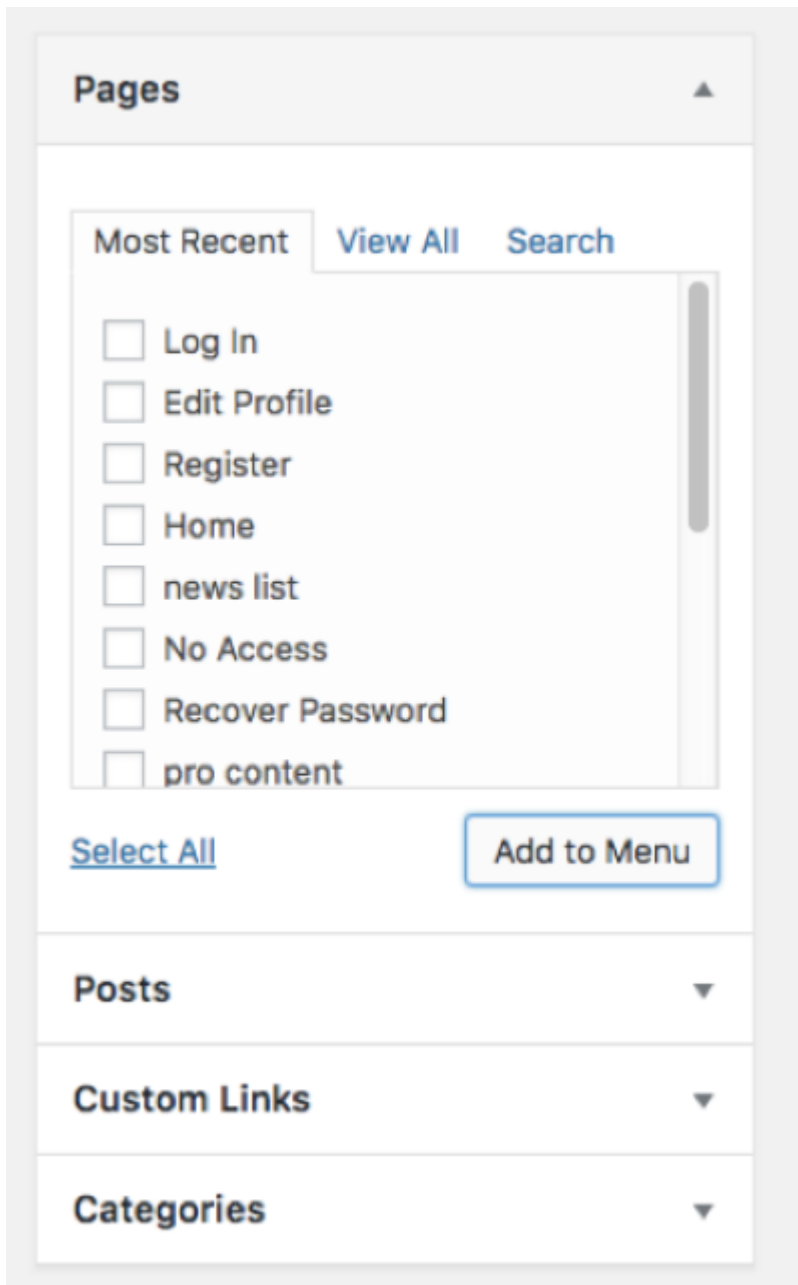 Pages
Most Recent View All Search
Log In
Edit Profile
Register
Home
news list
No Access
Recover Password
pro content
Select All Add to Menu
Posts
Custom Links
Categories